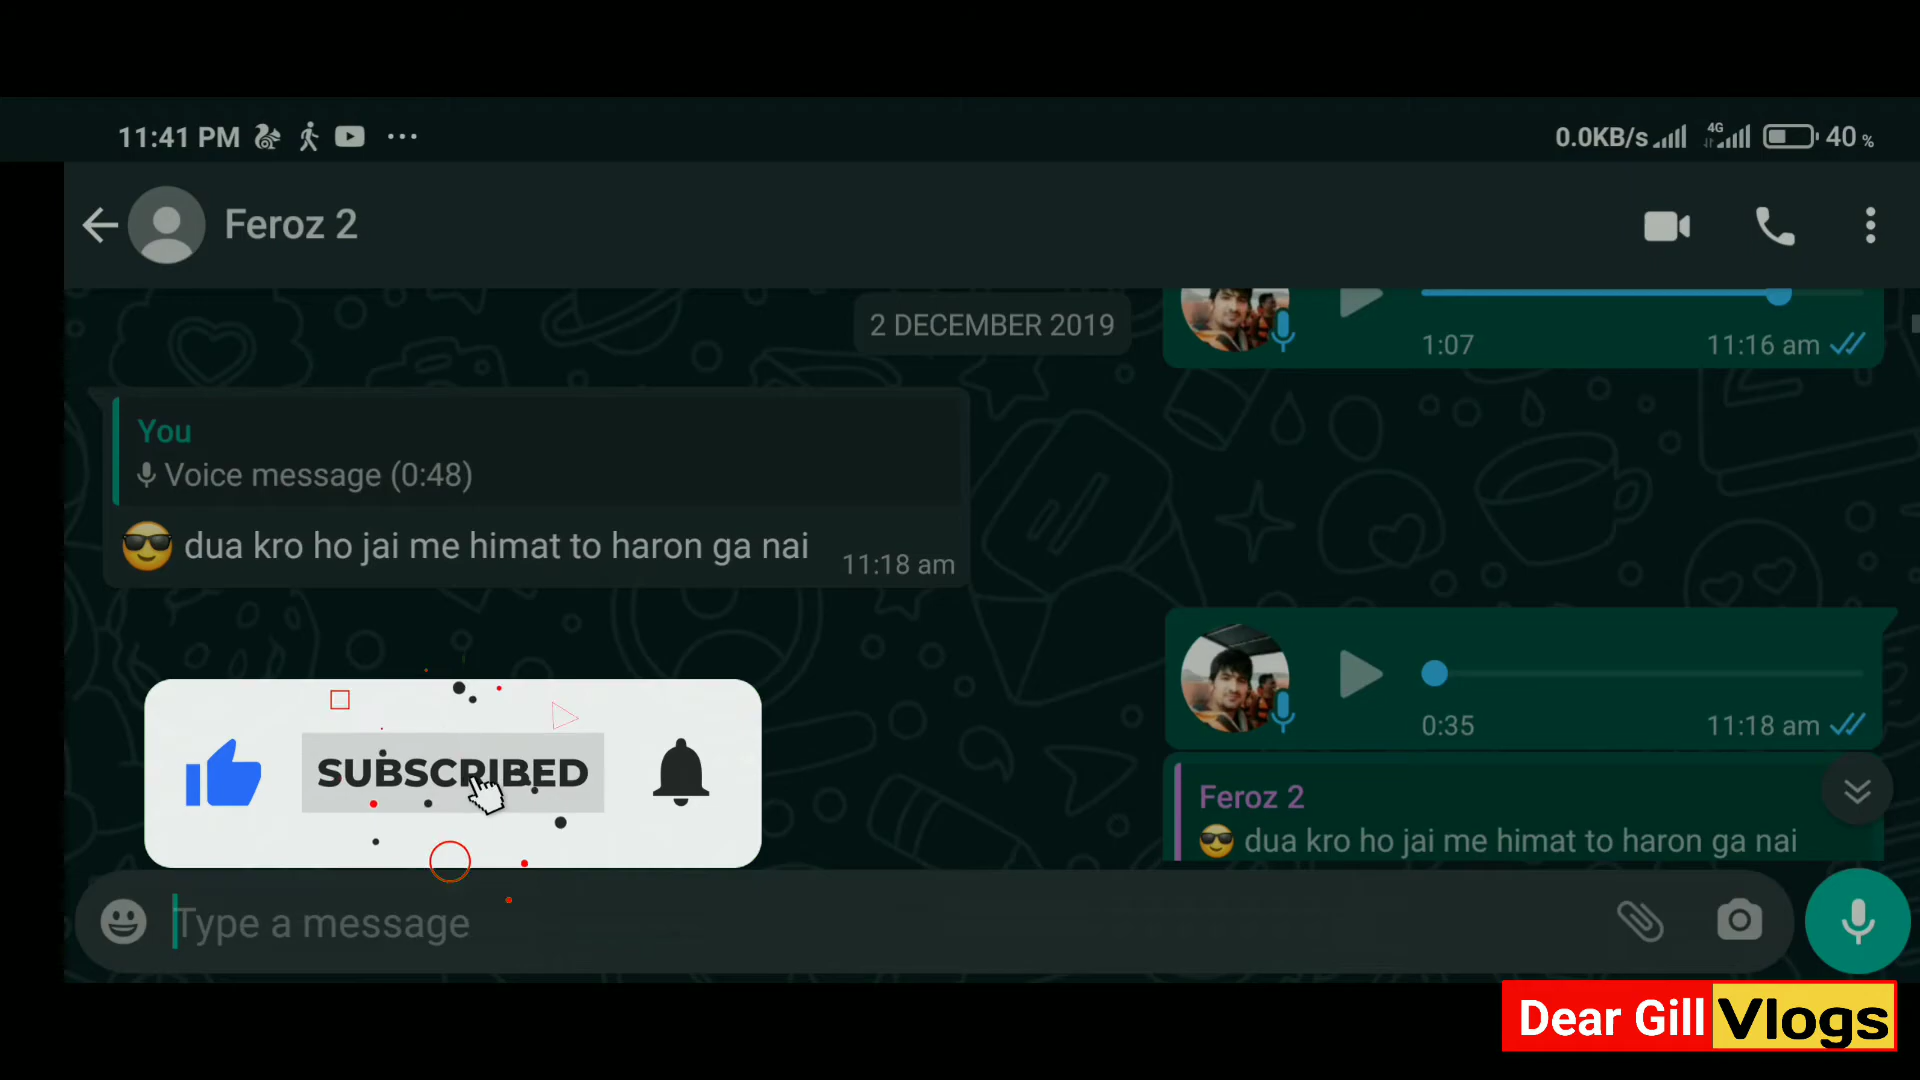 11:41 PM ... 0.0KB/s 4G 40 %
Feroz 2
2 DECEMBER 2019
1:07 11:16 am
You
Voice message (0:48)
😎 dua kro ho jai me himat to haron ga nai 11:18 am
0:35 11:18 am
Feroz 2
😎 dua kro ho jai me himat to haron ga nai
SUBSCRIBED
Type a message
Dear Gill Vlogs